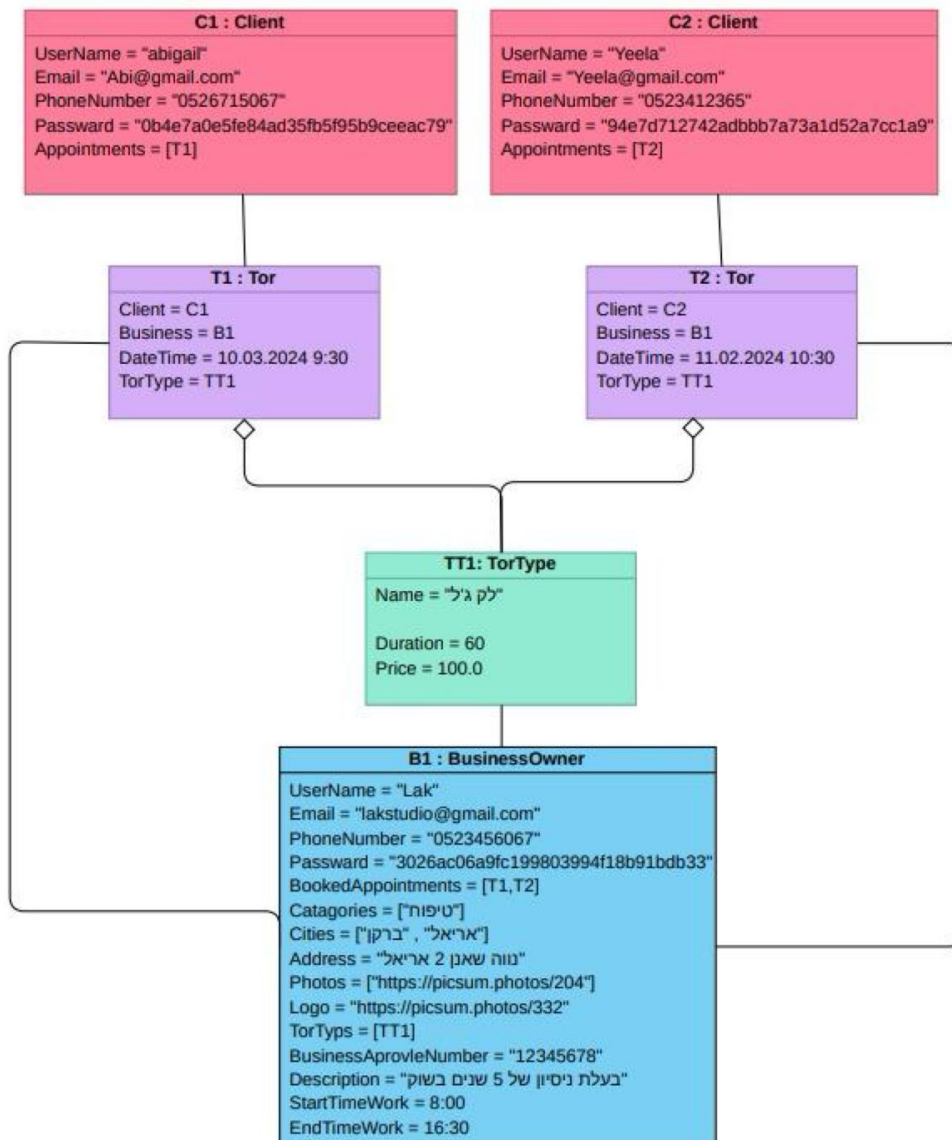 C1 : Client
UserName = "abigail"
Email = "Abi@gmail.com"
PhoneNumber = "0526715067"
Passward = "0b4e7a0e5fe84ad35fb5f95b9ceeac79"
Appointments = [T1]
C2 : Client
UserName = "Yeela"
Email = "Yeela@gmail.com"
PhoneNumber = "0523412365"
Passward = "94e7d712742adbbb7a73a1d52a7cc1a9"
Appointments = [T2]
T1 : Tor
Client = C1
Business = B1
DateTime = 10.03.2024 9:30
TorType = TT1
T2 : Tor
Client = C2
Business = B1
DateTime = 11.02.2024 10:30
TorType = TT1
TT1: TorType
Name = "לק ג'ל"
Duration = 60
Price = 100.0
B1 : BusinessOwner
UserName = "Lak"
Email = "lakstudio@gmail.com"
PhoneNumber = "0523456067"
Passward = "3026ac06a9fc199803994f18b91bdb33"
BookedAppointments = [T1,T2]
Catagories = ["טיפוח"]
Cities = ["אריאל" , "ברקן"]
Address = "נווה שאנן 2 אריאל"
Photos = ["https://picsum.photos/204"]
Logo = "https://picsum.photos/332"
TorTyps = [TT1]
BusinessAprovleNumber = "12345678"
Description = "בעלת ניסיון של 5 שנים בשוק"
StartTimeWork = 8:00
EndTimeWork = 16:30